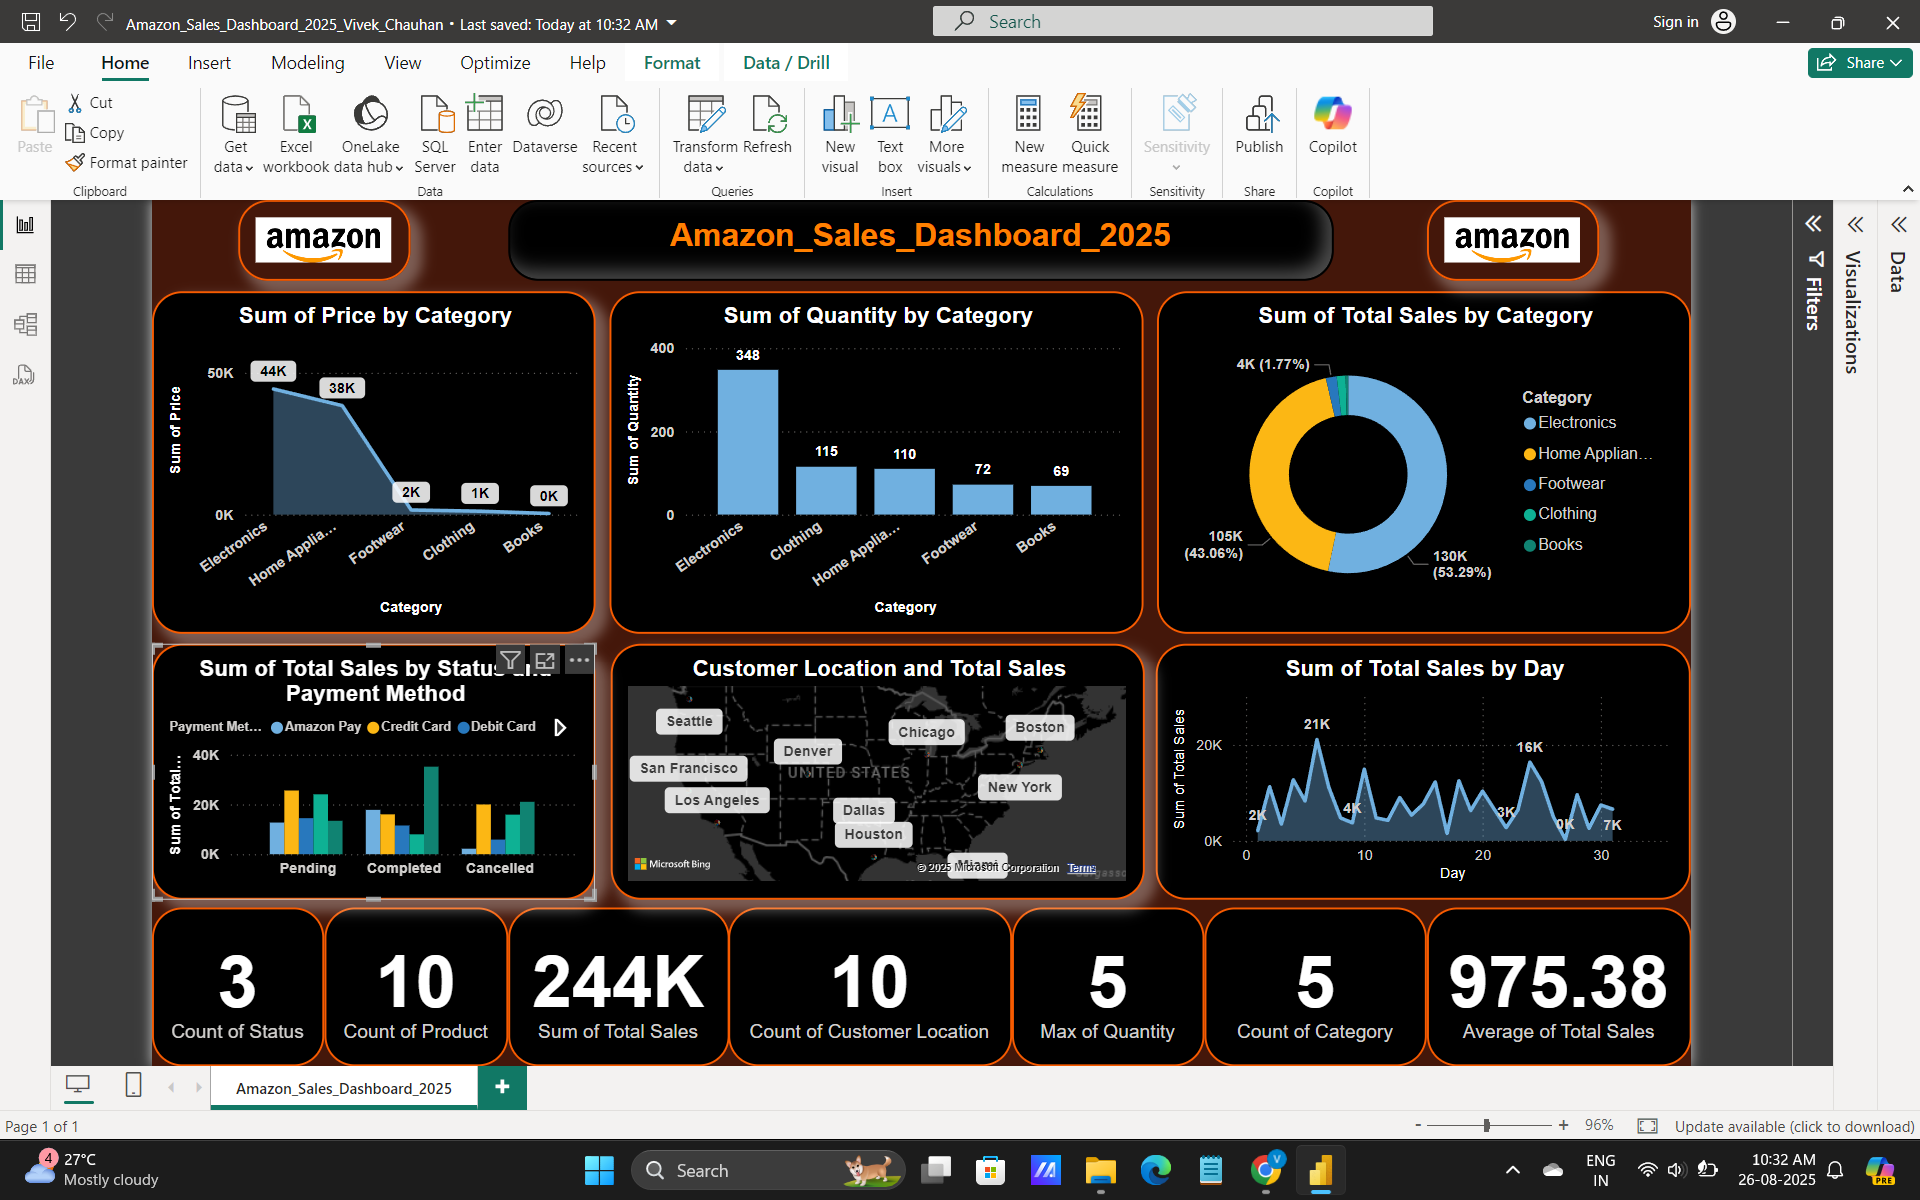 Amazon_Sales_Dashboard_2025_Vivek_Chauhan • Last saved: Today at 10:32 AM
Search
Sign in
File Home Insert Modeling View Optimize Help Format Data / Drill
Share
Paste
Cut
Copy
Format painter
Clipboard
Get data
Excel workbook
OneLake data hub
SQL Server
Enter data
Dataverse
Recent sources
Data
Transform data
Refresh
Queries
New visual
Text box
More visuals
Insert
New measure
Quick measure
Calculations
Sensitivity
Sensitivity
Publish
Share
Copilot
Copilot
DAX
amazon
Amazon_Sales_Dashboard_2025
amazon
Filters
Visualizations
Data
Sum of Price by Category
Sum of Price
50K
0K
44K
38K
2K
1K
0K
Electronics
Home Applia...
Footwear
Clothing
Books
Category
Sum of Quantity by Category
Sum of Quantity
400
200
0
348
115
110
72
69
Electronics
Clothing
Home Applia...
Footwear
Books
Category
Sum of Total Sales by Category
4K (1.77%)
105K
(43.06%)
130K
(53.29%)
Category
Electronics
Home Applian...
Footwear
Clothing
Books
Sum of Total Sales by Status and
Payment Method
Payment Met... Amazon Pay Credit Card Debit Card
Sum of Total...
40K
20K
0K
Pending Completed Cancelled
Customer Location and Total Sales
Seattle
Chicago
Boston
Denver
San Francisco
UNITED STATES
New York
Los Angeles
Dallas
Houston
Miami
Microsoft Bing
© 2025 Microsoft Corporation Terms
Sum of Total Sales by Day
Sum of Total Sales
20K
0K
21K
16K
2K
4K
3K
0K
7K
0 10 20 30
Day
3
Count of Status
10
Count of Product
244K
Sum of Total Sales
10
Count of Customer Location
5
Max of Quantity
5
Count of Category
975.38
Average of Total Sales
Amazon_Sales_Dashboard_2025
+
Page 1 of 1
- + 96%
Update available (click to download)
4
27°C
Mostly cloudy
Search
V
ENG
IN
10:32 AM
26-08-2025
PRE